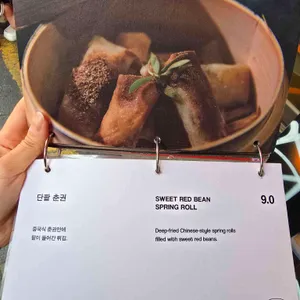 단팥 춘권
SWEET RED BEAN
SPRING ROLL
9.0
중국식 춘권안에
팥이 들어간 튀김.
Deep-fried Chinese-style spring rolls
filled with sweet red beans.